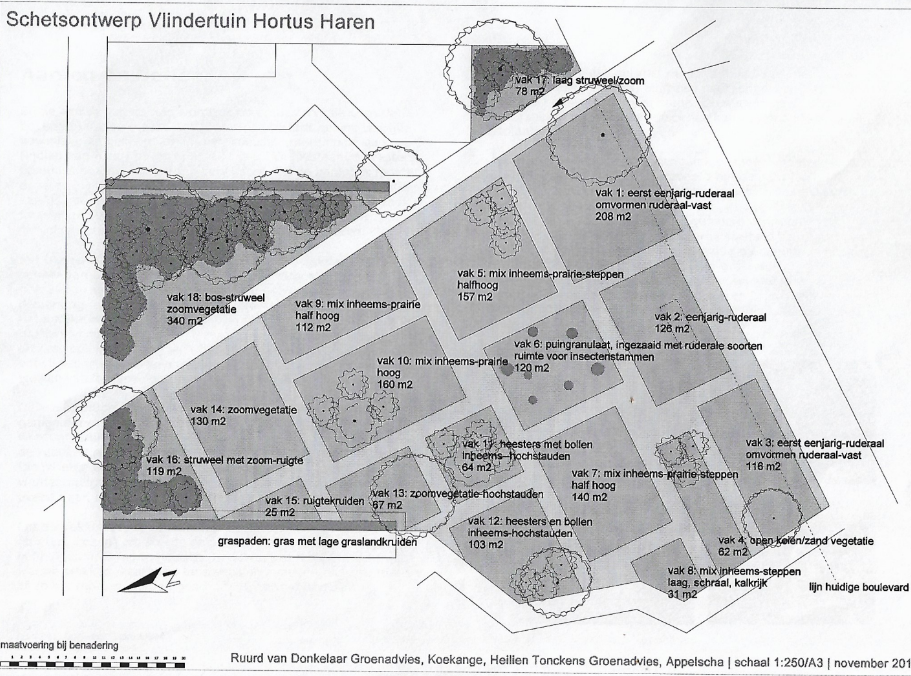 Schetsontwerp Vlindertuin Hortus Haren
vak 17: laag struweel/zoom
78 m2
vak 1: eerst eenjarig-ruderaal
omvormen ruderaal-vast
208 m2
vak 5: mix inheems-prairie-steppen
halfhoog
157 m2
vak 18: bos-struweel
zoomvegetatie
340 m2
vak 9: mix inheems-prairie
half hoog
112 m2
vak 2: eenjarig-ruderaal
126 m2
vak 6: puingranulaat, ingezaaid met ruderale soorten
ruimte voor insectenstammen
120 m2
vak 10: mix inheems-prairie
hoog
160 m2
vak 14: zoomvegetatie
130 m2
vak 11: heesters met bollen
inheems-hochstauden
64 m2
vak 3: eerst eenjarig-ruderaal
omvormen ruderaal-vast
116 m2
vak 16: struweel met zoom-ruigte
119 m2
vak 7: mix inheems-prairie-steppen
half hoog
140 m2
vak 15: ruigtekruiden
25 m2
vak 13: zoomvegetatie-hochstauden
67 m2
vak 12: heesters en bollen
inheems-hochstauden
103 m2
graspaden: gras met lage graslandkruiden
vak 4: open keien/zand vegetatie
62 m2
vak 8: mix inheems-steppen
laag, schraal, kalkrijk
31 m2
lijn huidige boulevard
N
maatvoering bij benadering
Ruurd van Donkelaar Groenadvies, Koekange, Heilien Tonckens Groenadvies, Appelscha | schaal 1:250/A3 | november 201